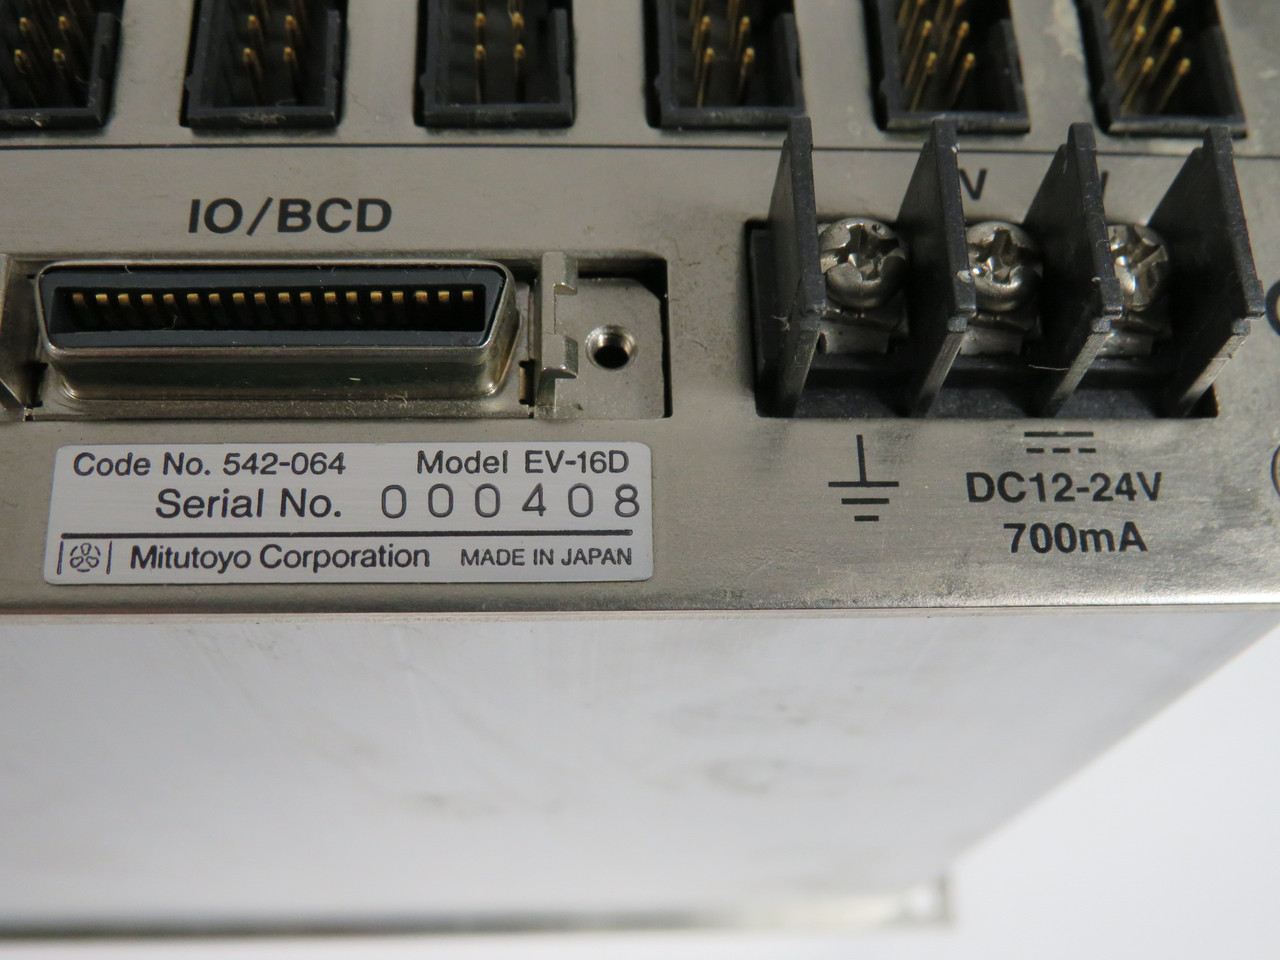 IO/BCD
Code No. 542-064 Model EV-16D
Serial No. 000408
Mitutoyo Corporation MADE IN JAPAN
DC12-24V
700mA